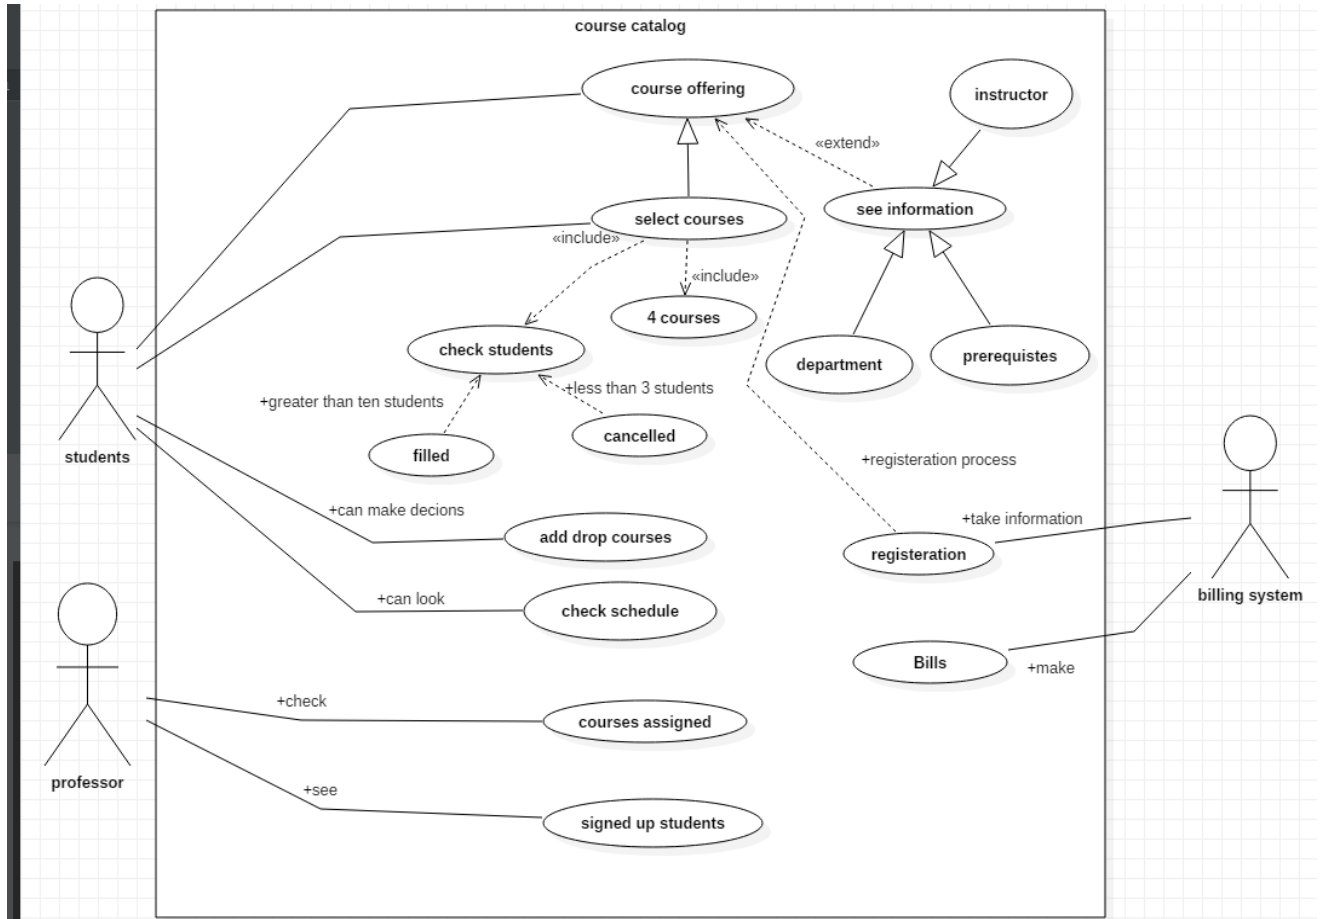 course catalog
course offering
instructor
«extend»
see information
select courses
«include»
«include»
4 courses
check students
department
prerequistes
+less than 3 students
+greater than ten students
cancelled
filled
students
+registeration process
+can make decions
+take information
add drop courses
registeration
billing system
+can look
check schedule
Bills
+make
+check
courses assigned
professor
+see
signed up students